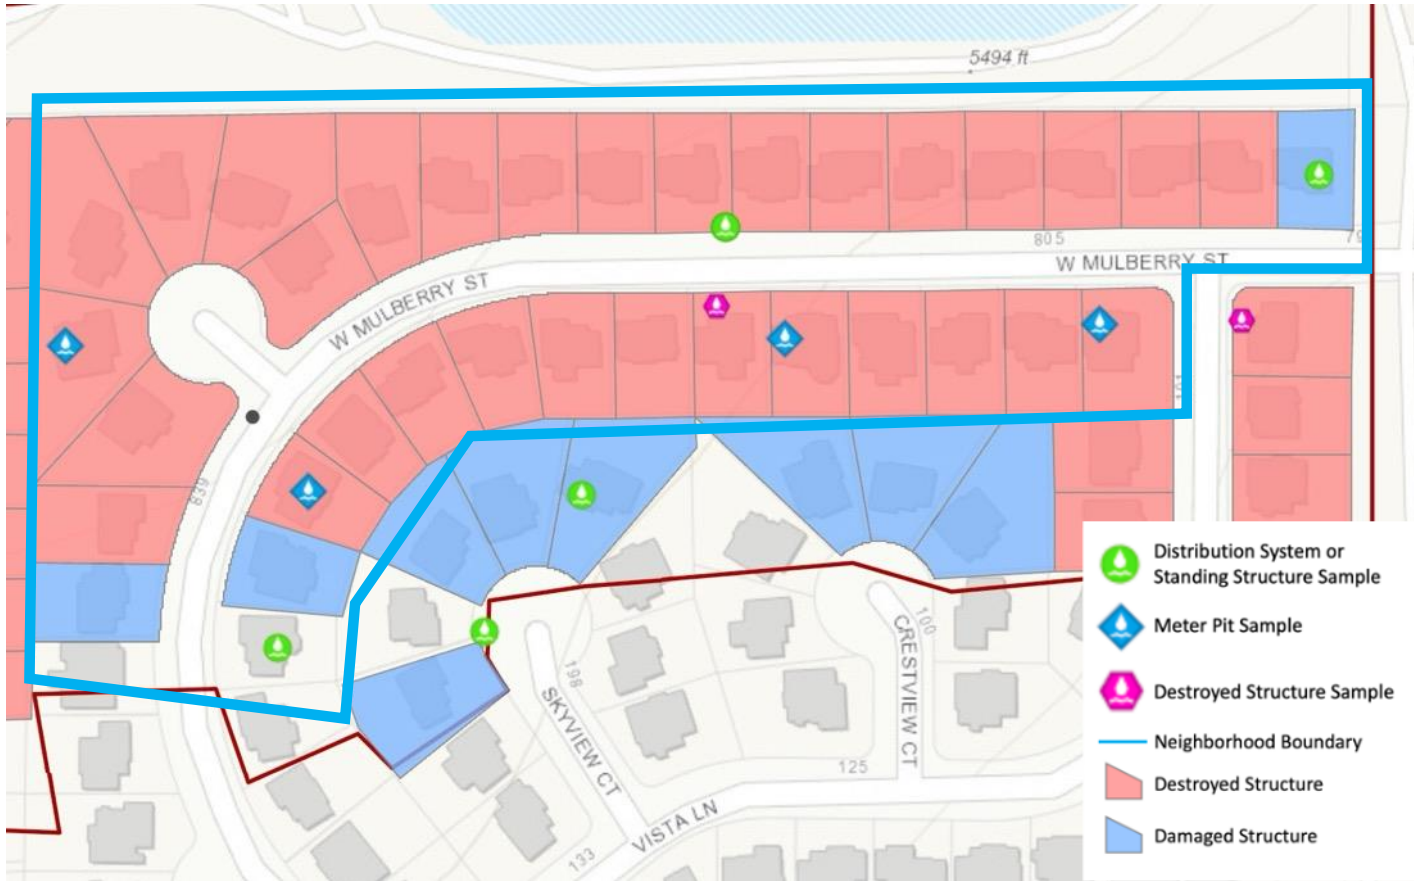 5494 ft
805
79
W MULBERRY ST
W MULBERRY ST
839
100
CRESTVIEW CT
198
SKYVIEW CT
125
VISTA LN
133
Distribution System or
Standing Structure Sample
Meter Pit Sample
Destroyed Structure Sample
Neighborhood Boundary
Destroyed Structure
Damaged Structure